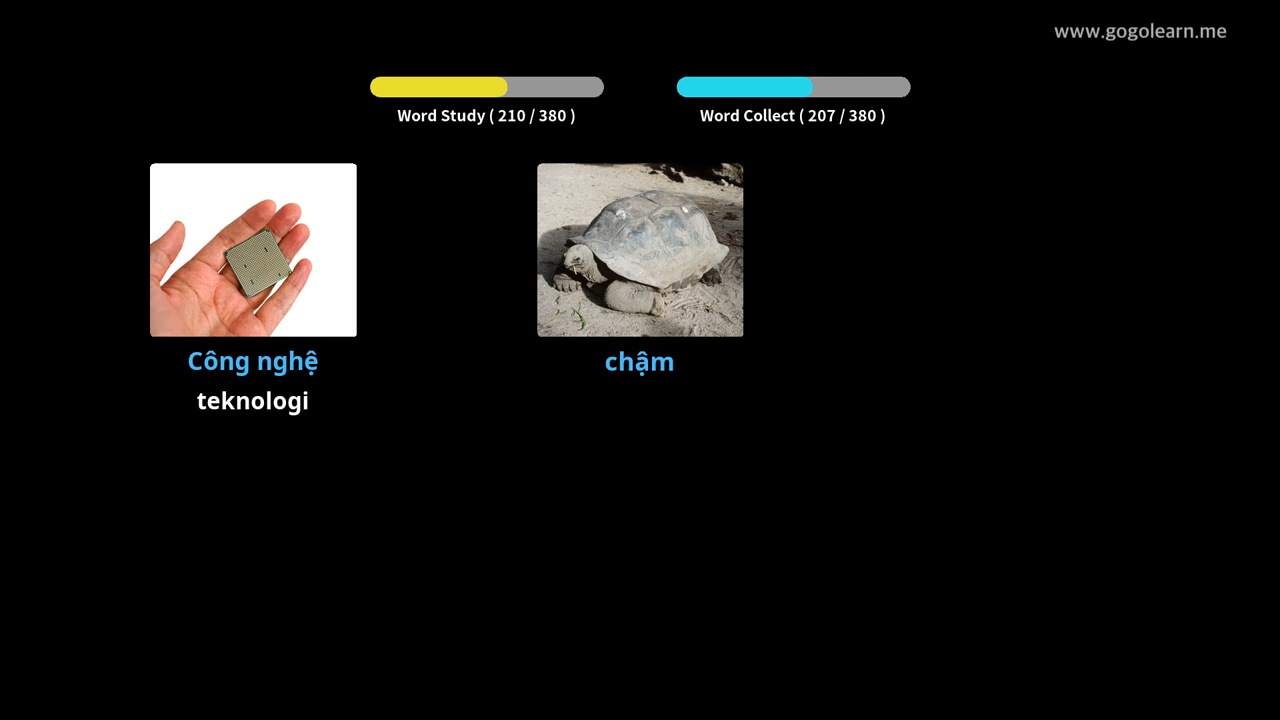 www.gogolearn.me
Word Study ( 210 / 380 )
Word Collect ( 207 / 380 )
Công nghệ
teknologi
chậm